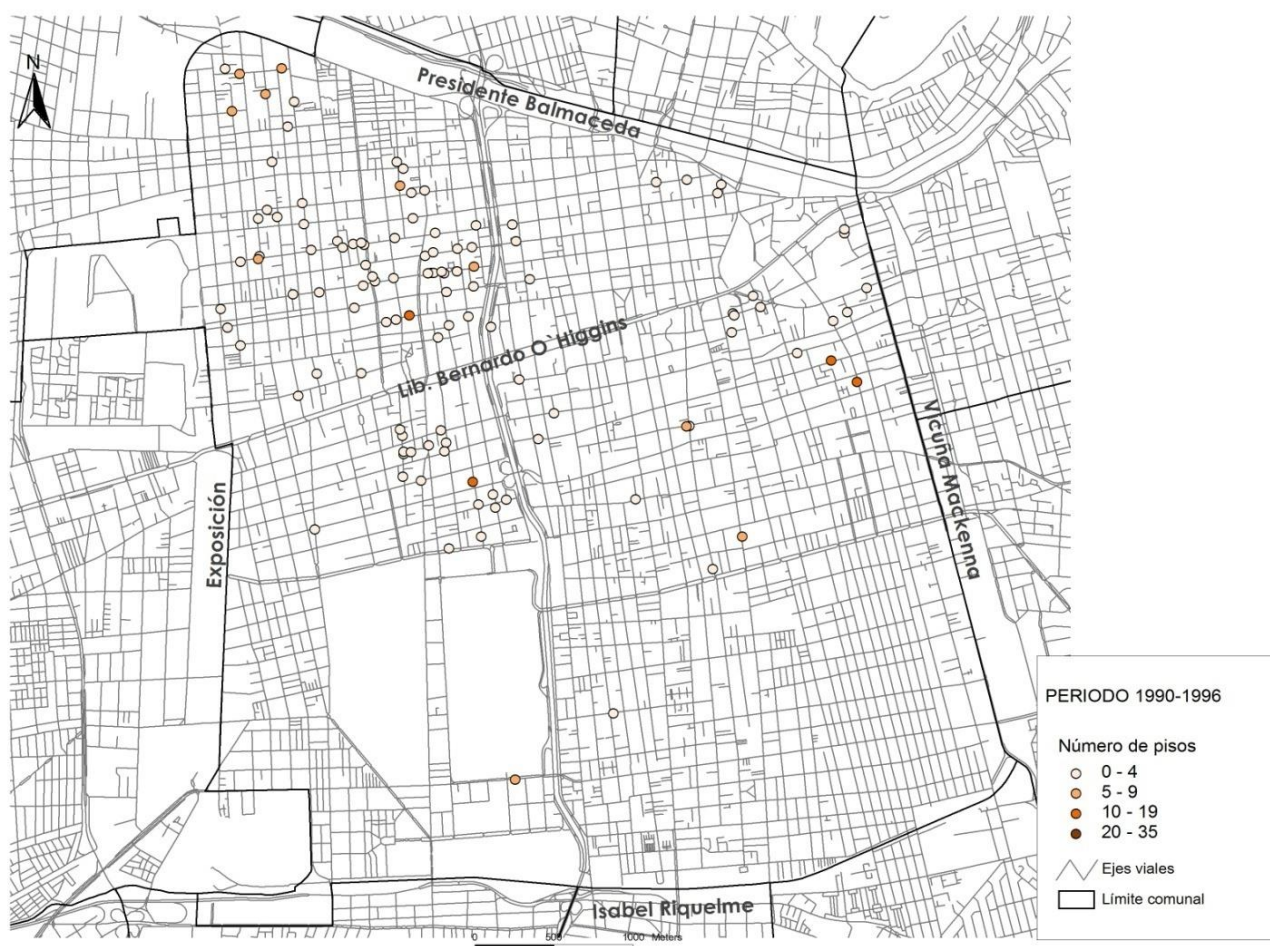 N
Presidente Balmaceda
Lib. Bernardo O`Higgins
Exposición
Vicuña Mackenna
Isabel Riquelme
0 500 1000 Meters
PERIODO 1990-1996
Número de pisos
0 - 4
5 - 9
10 - 19
20 - 35
Ejes viales
Límite comunal